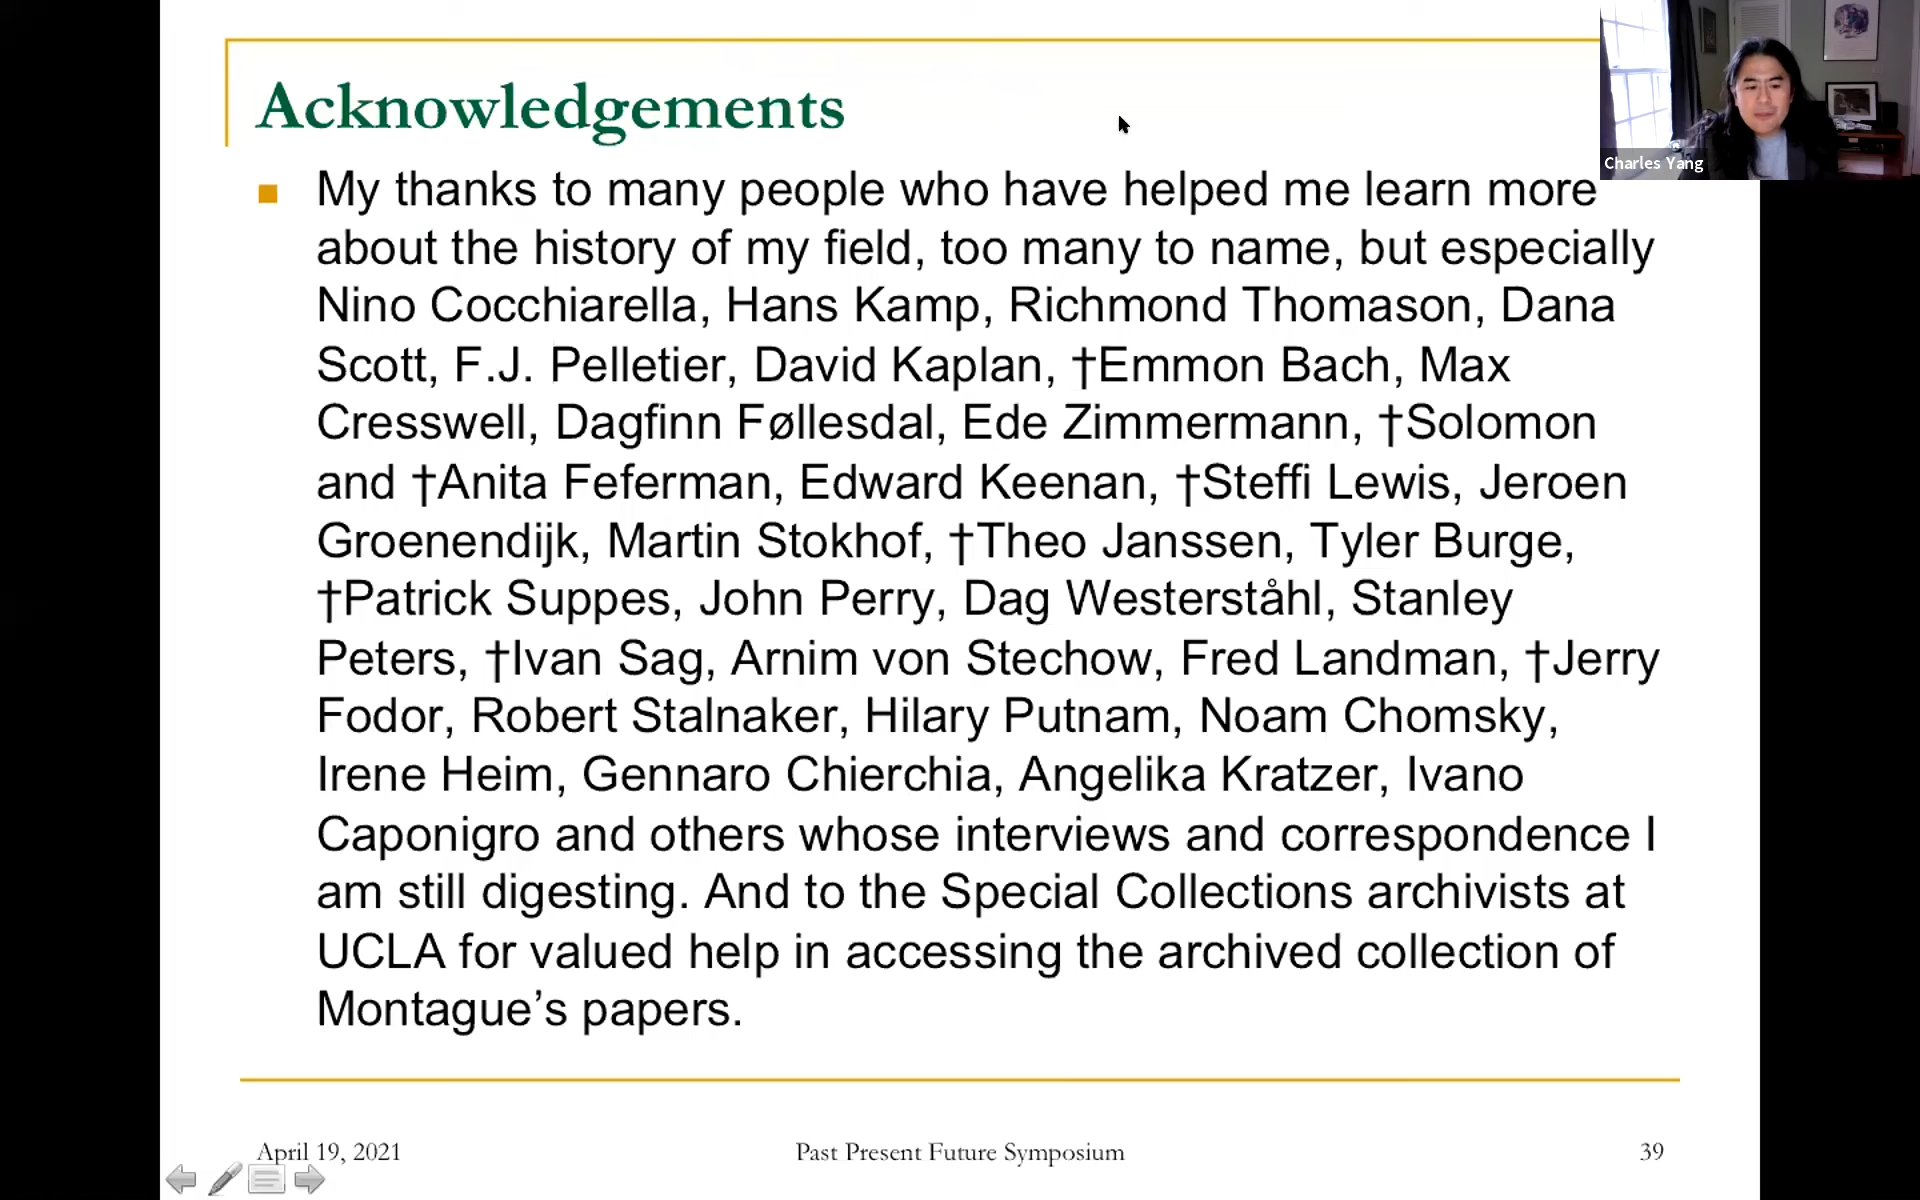 Acknowledgements
My thanks to many people who have helped me learn more
about the history of my field, too many to name, but especially
Nino Cocchiarella, Hans Kamp, Richmond Thomason, Dana
Scott, F.J. Pelletier, David Kaplan, †Emmon Bach, Max
Cresswell, Dagfinn Føllesdal, Ede Zimmermann, †Solomon
and †Anita Feferman, Edward Keenan, †Steffi Lewis, Jeroen
Groenendijk, Martin Stokhof, †Theo Janssen, Tyler Burge,
†Patrick Suppes, John Perry, Dag Westerståhl, Stanley
Peters, †Ivan Sag, Arnim von Stechow, Fred Landman, †Jerry
Fodor, Robert Stalnaker, Hilary Putnam, Noam Chomsky,
Irene Heim, Gennaro Chierchia, Angelika Kratzer, Ivano
Caponigro and others whose interviews and correspondence I
am still digesting. And to the Special Collections archivists at
UCLA for valued help in accessing the archived collection of
Montague’s papers.
April 19, 2021
Past Present Future Symposium
39
Charles Yang